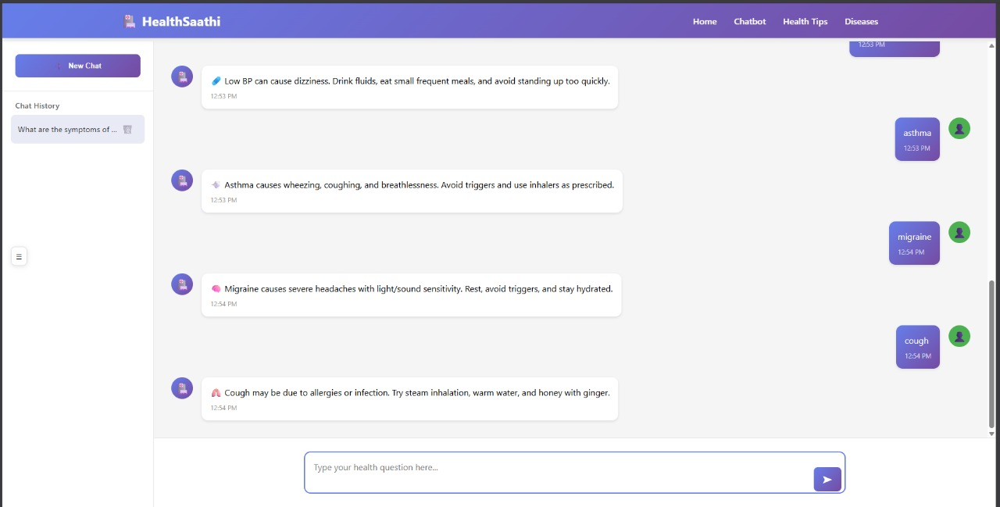 HealthSaathi
Home Chatbot Health Tips Diseases
New Chat
Chat History
What are the symptoms of ...
12:53 PM
Low BP can cause dizziness. Drink fluids, eat small frequent meals, and avoid standing up too quickly.
12:53 PM
asthma
12:53 PM
Asthma causes wheezing, coughing, and breathlessness. Avoid triggers and use inhalers as prescribed.
12:53 PM
migraine
12:54 PM
Migraine causes severe headaches with light/sound sensitivity. Rest, avoid triggers, and stay hydrated.
12:54 PM
cough
12:54 PM
Cough may be due to allergies or infection. Try steam inhalation, warm water, and honey with ginger.
12:54 PM
Type your health question here...